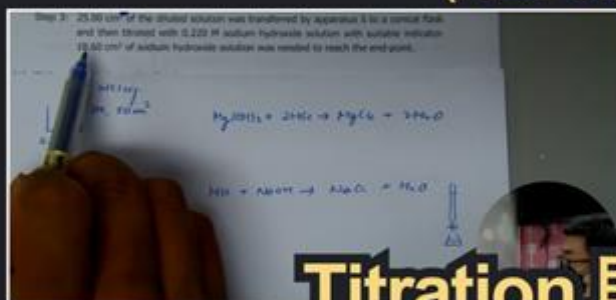 Step 3: 25.00 cm³ of the diluted solution was transferred by apparatus S to a conical flask
and then titrated with 0.220 M sodium hydroxide solution with suitable indicator.
18.60 cm³ of sodium hydroxide solution was needed to reach the end-point.
Mg(OH)₂ + 2HCl → MgCl₂ + 2H₂O
HCl + NaOH → NaCl + H₂O
Titration